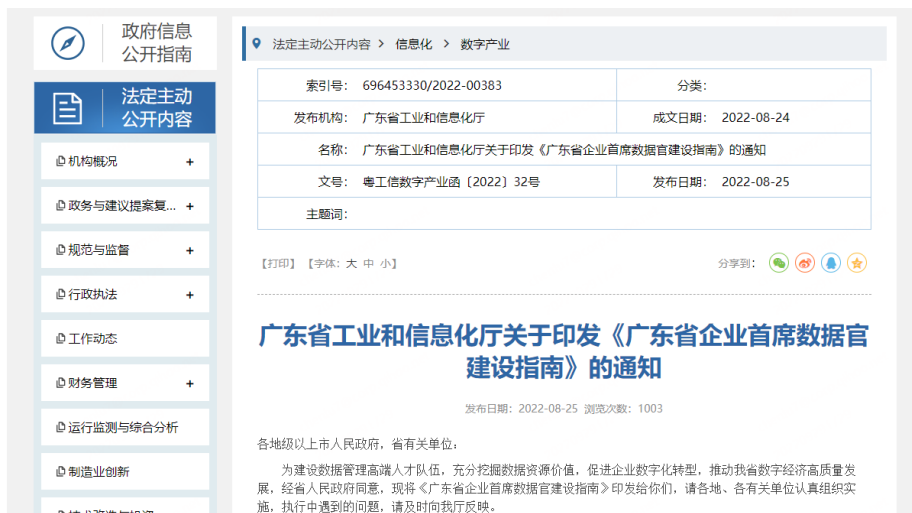 政府信息
公开指南
法定主动
公开内容
机构概况 +
政务与建议提案复... +
规范与监督 +
行政执法 +
工作动态
财务管理 +
运行监测与综合分析
制造业创新
法定主动公开内容 > 信息化 > 数字产业
索引号: 696453330/2022-00383 分类:
发布机构: 广东省工业和信息化厅 成文日期: 2022-08-24
名称: 广东省工业和信息化厅关于印发《广东省企业首席数据官建设指南》的通知
文号: 粤工信数字产业函〔2022〕32号 发布日期: 2022-08-25
主题词:
【打印】 【字体: 大 中 小】 分享到:
广东省工业和信息化厅关于印发《广东省企业首席数据官
建设指南》的通知
发布日期: 2022-08-25 浏览次数: 1003
各地级以上市人民政府,省有关单位:
为建设数据管理高端人才队伍,充分挖掘数据资源价值,促进企业数字化转型,推动我省数字经济高质量发
展,经省人民政府同意,现将《广东省企业首席数据官建设指南》印发给你们,请各地、各有关单位认真组织实
施,执行中遇到的问题,请及时向我厅反映。